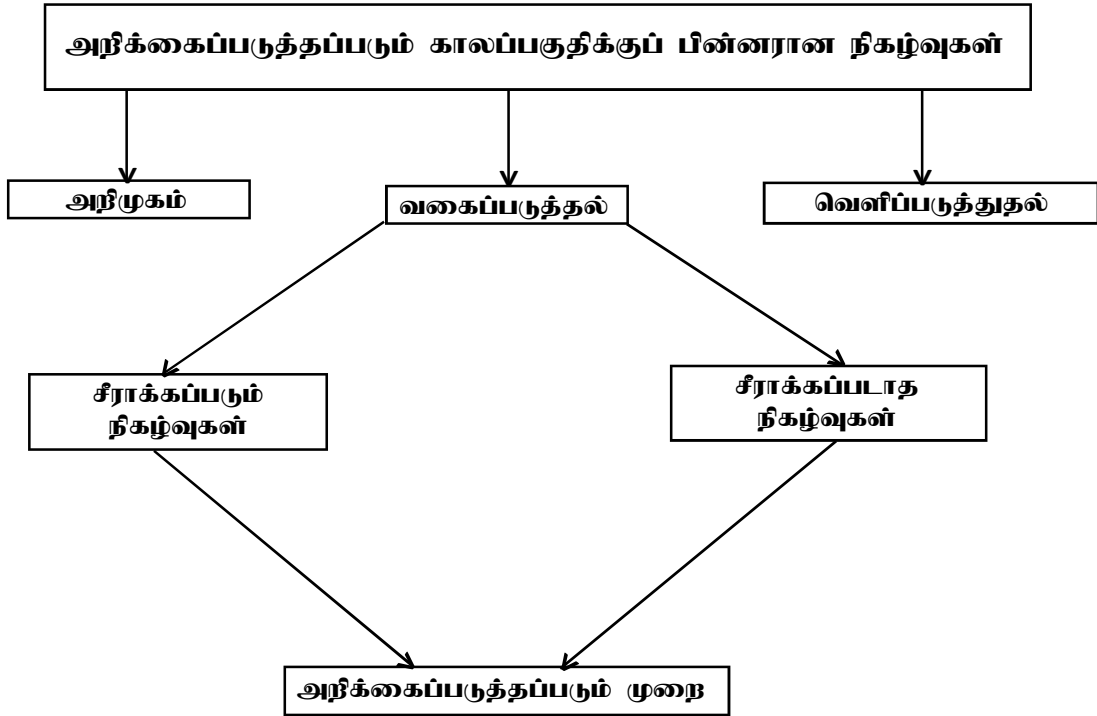 அறிக்கைப்படுத்தப்படும் காலப்பகுதிக்குப் பின்னரான நிகழ்வுகள்
அறிமுகம்
வகைப்படுத்தல்
வெளிப்படுத்துதல்
சீராக்கப்படும்
நிகழ்வுகள்
சீராக்கப்படாத
நிகழ்வுகள்
அறிக்கைப்படுத்தப்படும் முறை